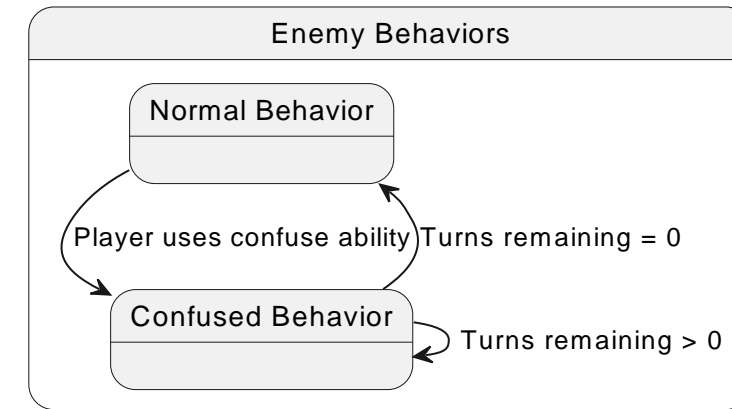 Enemy Behaviors
Normal Behavior
Player uses confuse ability
Turns remaining = 0
Confused Behavior
Turns remaining > 0